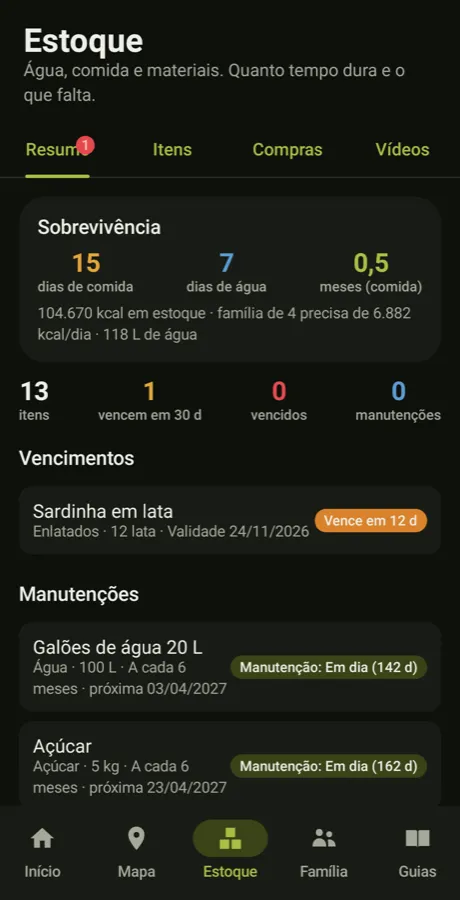 Estoque
Água, comida e materiais. Quanto tempo dura e o
que falta.
Resum 1
Itens
Compras
Vídeos
Sobrevivência
15
dias de comida
7
dias de água
0,5
meses (comida)
104.670 kcal em estoque · família de 4 precisa de 6.882
kcal/dia · 118 L de água
13
itens
1
vencem em 30 d
0
vencidos
0
manutenções
Vencimentos
Sardinha em lata
Enlatados · 12 lata · Validade 24/11/2026
Vence em 12 d
Manutenções
Galões de água 20 L
Água · 100 L · A cada 6
meses · próxima 03/04/2027
Manutenção: Em dia (142 d)
Açúcar
Açúcar · 5 kg · A cada 6
meses · próxima 23/04/2027
Manutenção: Em dia (162 d)
Início
Mapa
Estoque
Família
Guias